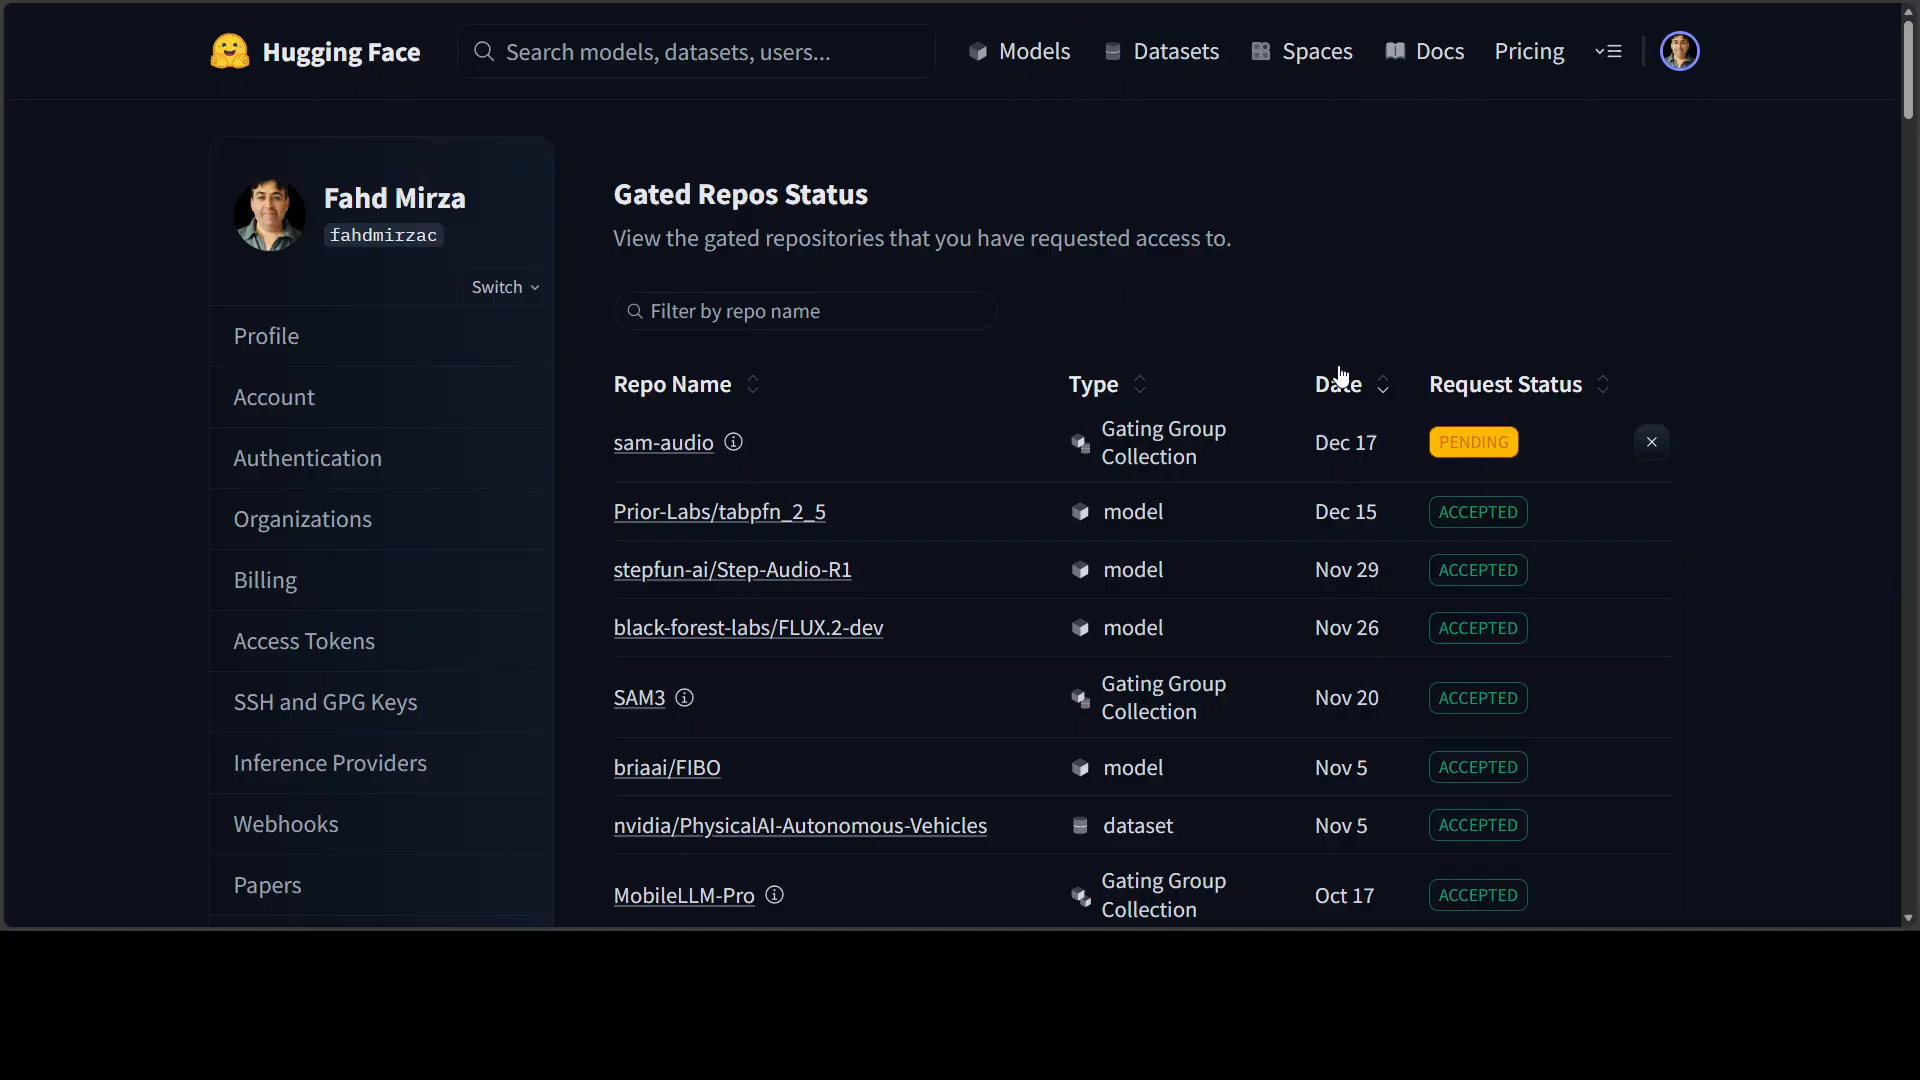 Hugging Face
Search models, datasets, users...
Models
Datasets
Spaces
Docs
Pricing
Fahd Mirza
fahdmirzac
Switch
Profile
Account
Authentication
Organizations
Billing
Access Tokens
SSH and GPG Keys
Inference Providers
Webhooks
Papers
Gated Repos Status
View the gated repositories that you have requested access to.
Filter by repo name
Repo Name Type Date Request Status
sam-audio Gating Group Collection Dec 17 PENDING
Prior-Labs/tabpfn_2_5 model Dec 15 ACCEPTED
stepfun-ai/Step-Audio-R1 model Nov 29 ACCEPTED
black-forest-labs/FLUX.2-dev model Nov 26 ACCEPTED
SAM3 Gating Group Collection Nov 20 ACCEPTED
briaai/FIBO model Nov 5 ACCEPTED
nvidia/PhysicalAI-Autonomous-Vehicles dataset Nov 5 ACCEPTED
MobileLLM-Pro Gating Group Collection Oct 17 ACCEPTED